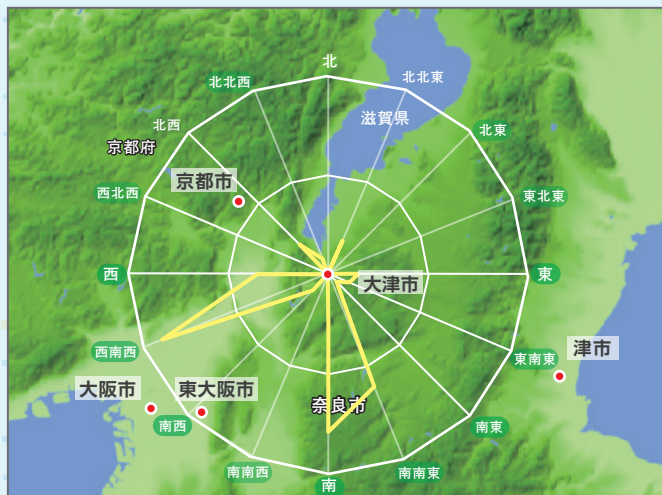 北
北北西
北北東
滋賀県
北西
北東
京都府
京都市
西北西
東北東
西
東
大津市
西南西
東南東
津市
大阪市
東大阪市
奈良市
南西
南東
南南西
南南東
南